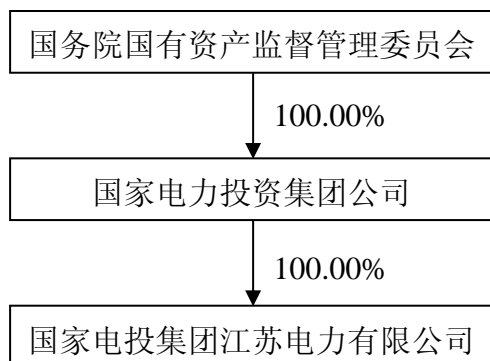 国务院国有资产监督管理委员会
100.00%
国家电力投资集团公司
100.00%
国家电投集团江苏电力有限公司